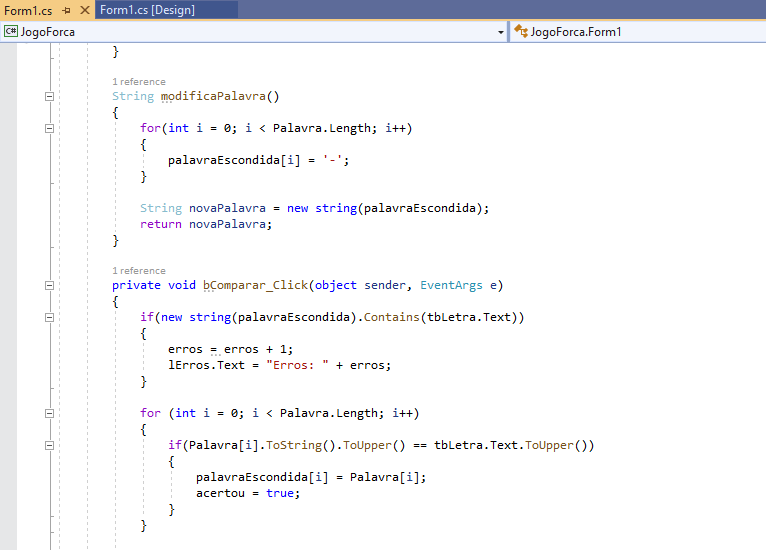 Form1.cs Form1.cs [Design]
C# JogoForca JogoForca.Form1
}
1 reference
String modificaPalavra()
{
for(int i = 0; i < Palavra.Length; i++)
{
palavraEscondida[i] = '-';
}
String novaPalavra = new string(palavraEscondida);
return novaPalavra;
}
1 reference
private void bComparar_Click(object sender, EventArgs e)
{
if(new string(palavraEscondida).Contains(tbLetra.Text))
{
erros = erros + 1;
lErros.Text = "Erros: " + erros;
}
for (int i = 0; i < Palavra.Length; i++)
{
if(Palavra[i].ToString().ToUpper() == tbLetra.Text.ToUpper())
{
palavraEscondida[i] = Palavra[i];
acertou = true;
}
}